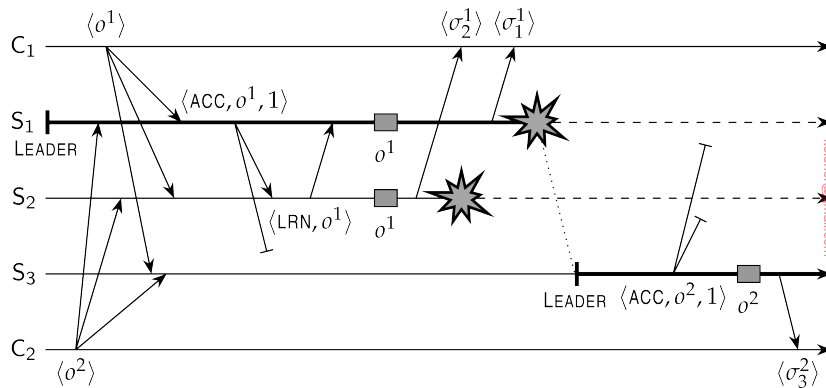 ⟨o¹⟩ ⟨σ₂¹⟩ ⟨σ₁¹⟩
C₁
⟨ACC, o¹, 1⟩
S₁
LEADER
o¹
S₂
⟨LRN, o¹⟩
o¹
S₃
LEADER ⟨ACC, o², 1⟩ o²
C₂
⟨o²⟩ ⟨σ₃²⟩